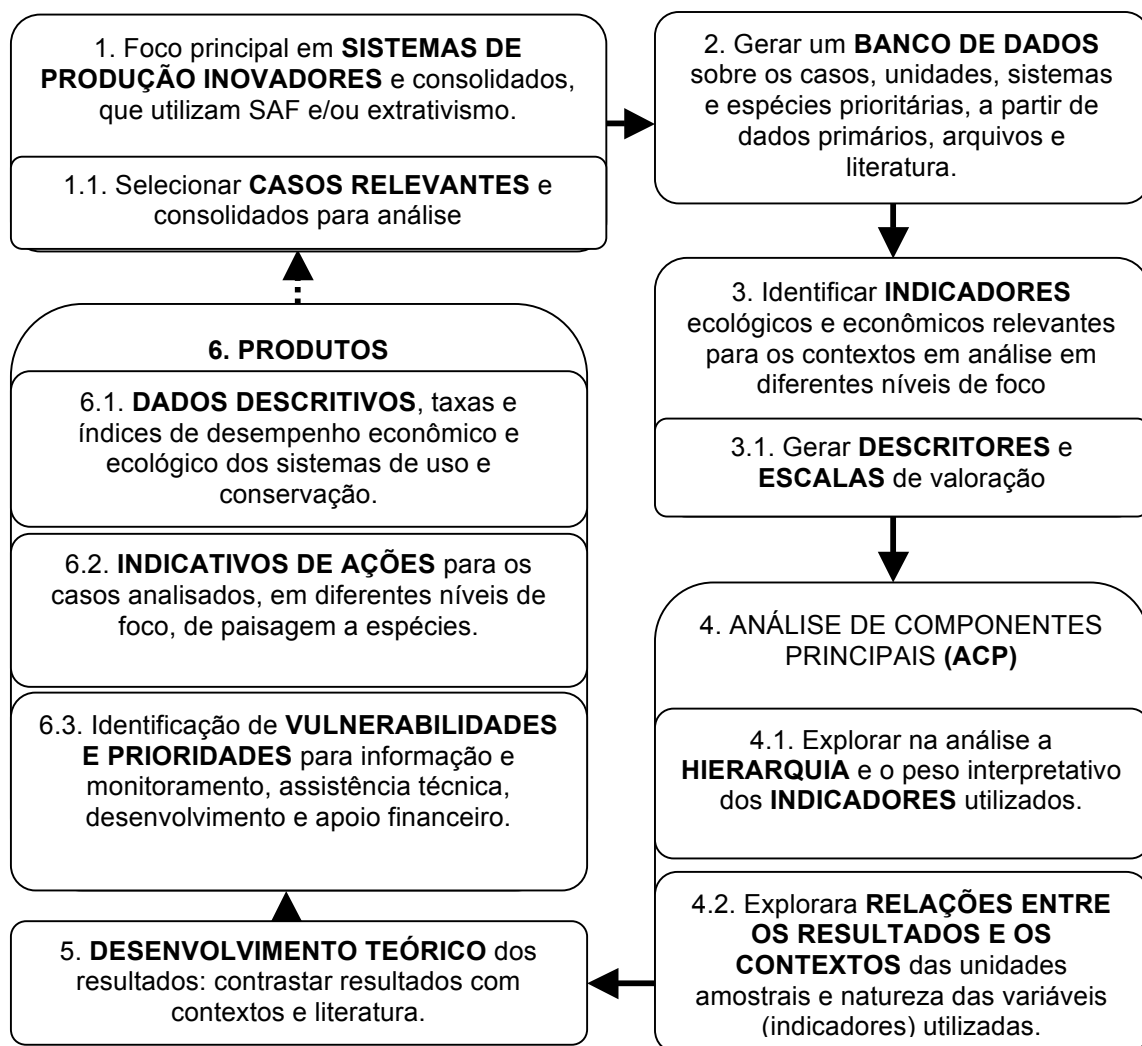 1. Foco principal em SISTEMAS DE
PRODUÇÃO INOVADORES e consolidados,
que utilizam SAF e/ou extrativismo.
1.1. Selecionar CASOS RELEVANTES e
consolidados para análise
2. Gerar um BANCO DE DADOS
sobre os casos, unidades, sistemas
e espécies prioritárias, a partir de
dados primários, arquivos e
literatura.
3. Identificar INDICADORES
ecológicos e econômicos relevantes
para os contextos em análise em
diferentes níveis de foco
3.1. Gerar DESCRITORES e
ESCALAS de valoração
4. ANÁLISE DE COMPONENTES
PRINCIPAIS (ACP)
4.1. Explorar na análise a
HIERARQUIA e o peso interpretativo
dos INDICADORES utilizados.
4.2. Explorara RELAÇÕES ENTRE
OS RESULTADOS E OS
CONTEXTOS das unidades
amostrais e natureza das variáveis
(indicadores) utilizadas.
5. DESENVOLVIMENTO TEÓRICO dos
resultados: contrastar resultados com
contextos e literatura.
6. PRODUTOS
6.1. DADOS DESCRITIVOS, taxas e
índices de desempenho econômico e
ecológico dos sistemas de uso e
conservação.
6.2. INDICATIVOS DE AÇÕES para os
casos analisados, em diferentes níveis de
foco, de paisagem a espécies.
6.3. Identificação de VULNERABILIDADES
E PRIORIDADES para informação e
monitoramento, assistência técnica,
desenvolvimento e apoio financeiro.